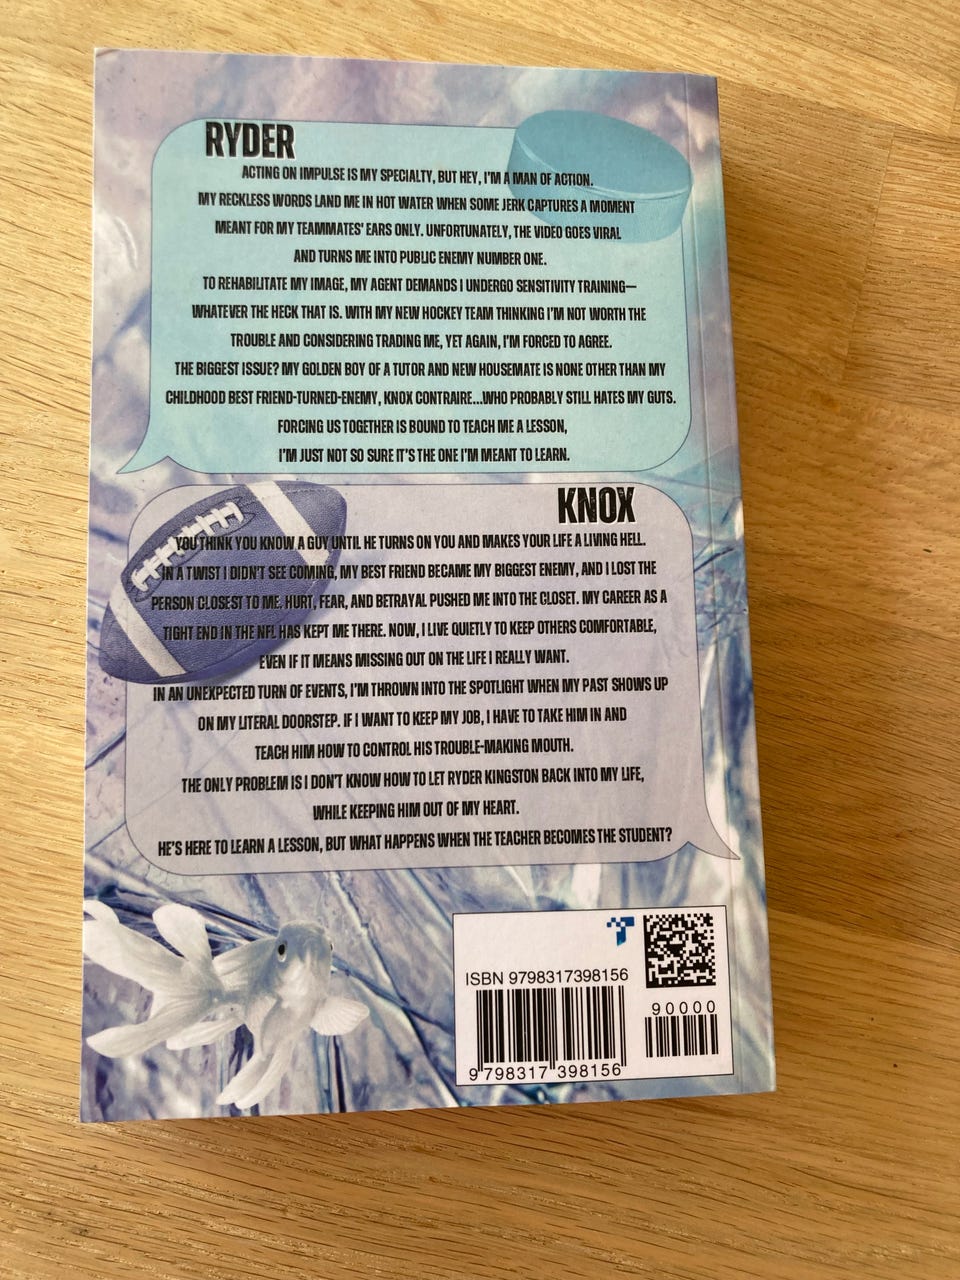 RYDER
ACTING ON IMPULSE IS MY SPECIALTY, BUT HEY, I'M A MAN OF ACTION.
MY RECKLESS WORDS LAND ME IN HOT WATER WHEN SOME JERK CAPTURES A MOMENT
MEANT FOR MY TEAMMATES' EARS ONLY. UNFORTUNATELY, THE VIDEO GOES VIRAL
AND TURNS ME INTO PUBLIC ENEMY NUMBER ONE.
TO REHABILITATE MY IMAGE, MY AGENT DEMANDS I UNDERGO SENSITIVITY TRAINING—
WHATEVER THE HECK THAT IS. WITH MY NEW HOCKEY TEAM THINKING I'M NOT WORTH THE
TROUBLE AND CONSIDERING TRADING ME, YET AGAIN, I'M FORCED TO AGREE.
THE BIGGEST ISSUE? MY GOLDEN BOY OF A TUTOR AND NEW HOUSEMATE IS NONE OTHER THAN MY
CHILDHOOD BEST FRIEND-TURNED-ENEMY, KNOX CONTRAIRE...WHO PROBABLY STILL HATES MY GUTS.
FORCING US TOGETHER IS BOUND TO TEACH ME A LESSON,
I'M JUST NOT SO SURE IT'S THE ONE I'M MEANT TO LEARN.
KNOX
YOU THINK YOU KNOW A GUY UNTIL HE TURNS ON YOU AND MAKES YOUR LIFE A LIVING HELL.
IN A TWIST I DIDN'T SEE COMING, MY BEST FRIEND BECAME MY BIGGEST ENEMY, AND I LOST THE
PERSON CLOSEST TO ME. HURT, FEAR, AND BETRAYAL PUSHED ME INTO THE CLOSET. MY CAREER AS A
TIGHT END IN THE NFL HAS KEPT ME THERE. NOW, I LIVE QUIETLY TO KEEP OTHERS COMFORTABLE,
EVEN IF IT MEANS MISSING OUT ON THE LIFE I REALLY WANT.
IN AN UNEXPECTED TURN OF EVENTS, I'M THROWN INTO THE SPOTLIGHT WHEN MY PAST SHOWS UP
ON MY LITERAL DOORSTEP. IF I WANT TO KEEP MY JOB, I HAVE TO TAKE HIM IN AND
TEACH HIM HOW TO CONTROL HIS TROUBLE-MAKING MOUTH.
THE ONLY PROBLEM IS I DON'T KNOW HOW TO LET RYDER KINGSTON BACK INTO MY LIFE,
WHILE KEEPING HIM OUT OF MY HEART.
HE'S HERE TO LEARN A LESSON, BUT WHAT HAPPENS WHEN THE TEACHER BECOMES THE STUDENT?
ISBN 9798317398156
90000
9 798317 398156